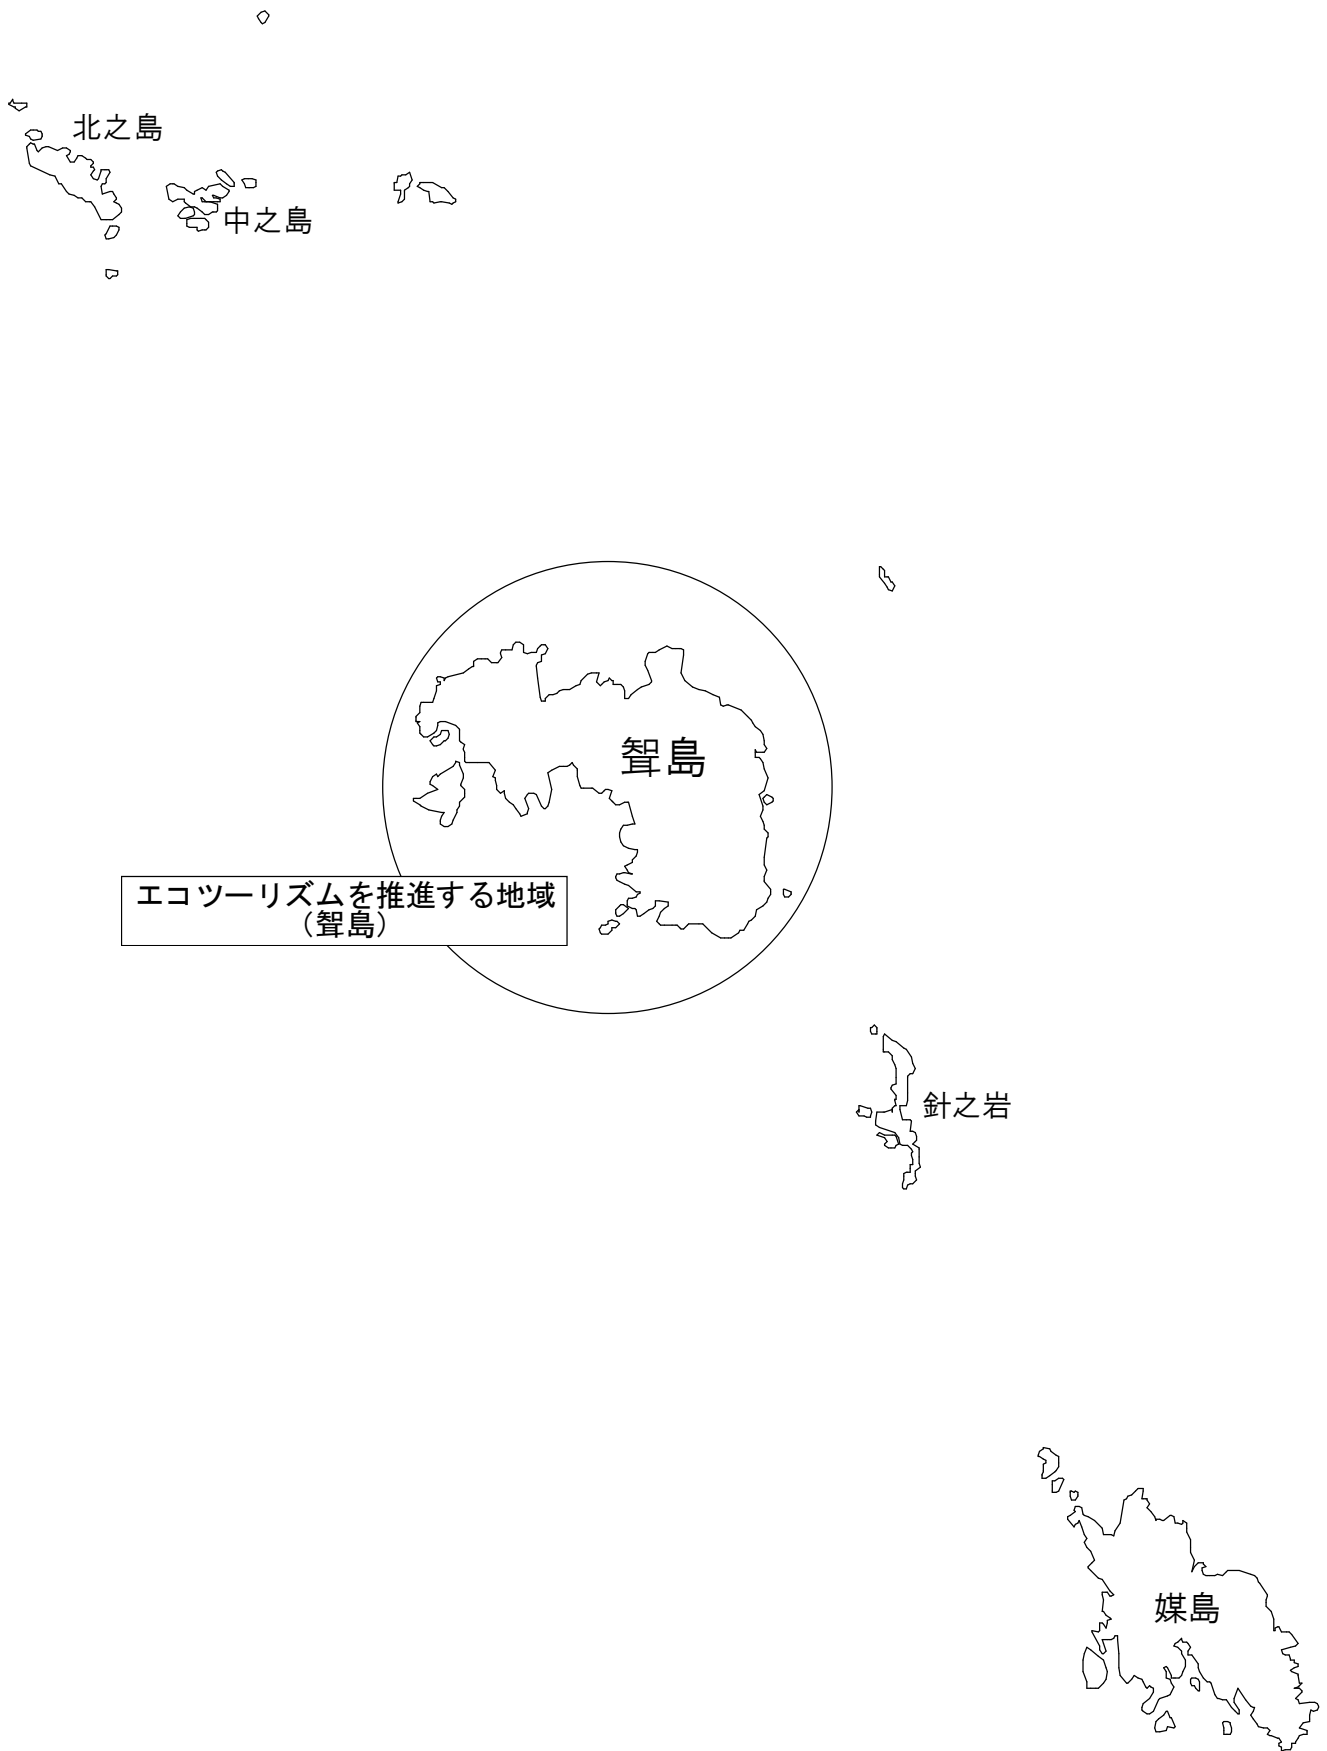 北之島
中之島
聟島
エコツーリズムを推進する地域
（聟島）
針之岩
媒島